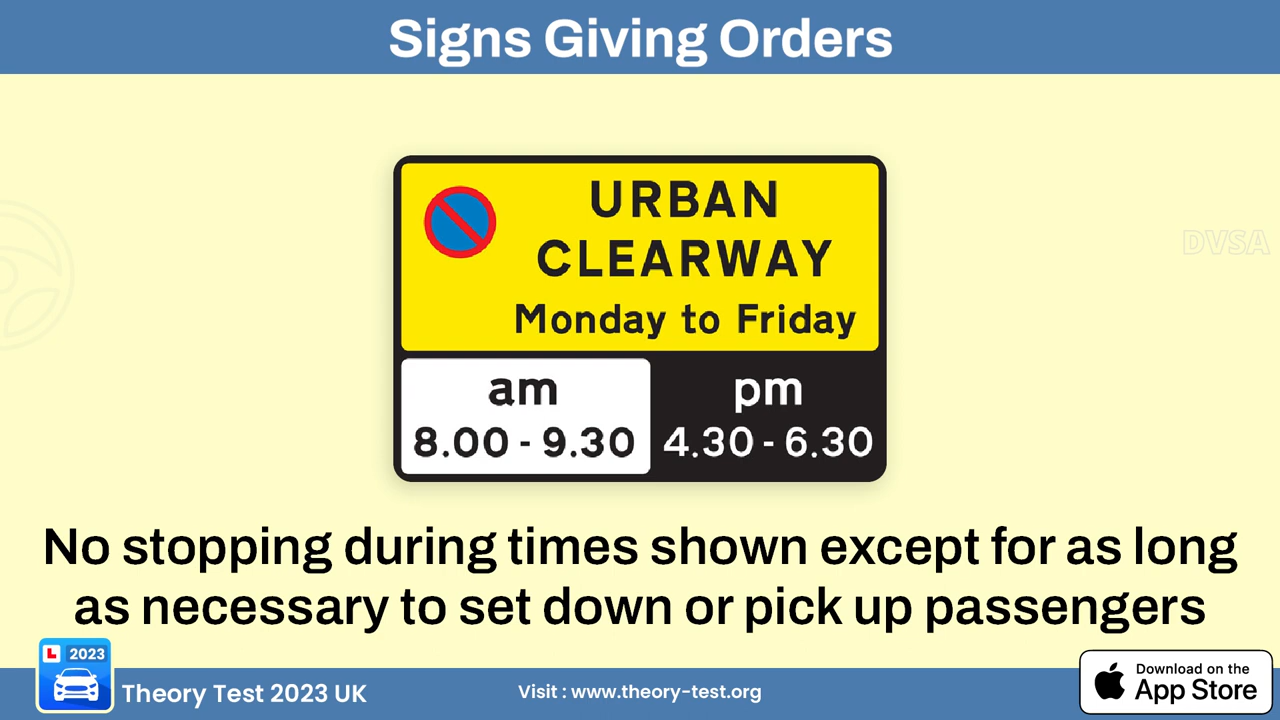 Signs Giving Orders
URBAN
CLEARWAY
Monday to Friday
am
8.00 - 9.30
pm
4.30 - 6.30
DVSA
No stopping during times shown except for as long
as necessary to set down or pick up passengers
L 2023
Theory Test 2023 UK
Visit : www.theory-test.org
Download on the
App Store